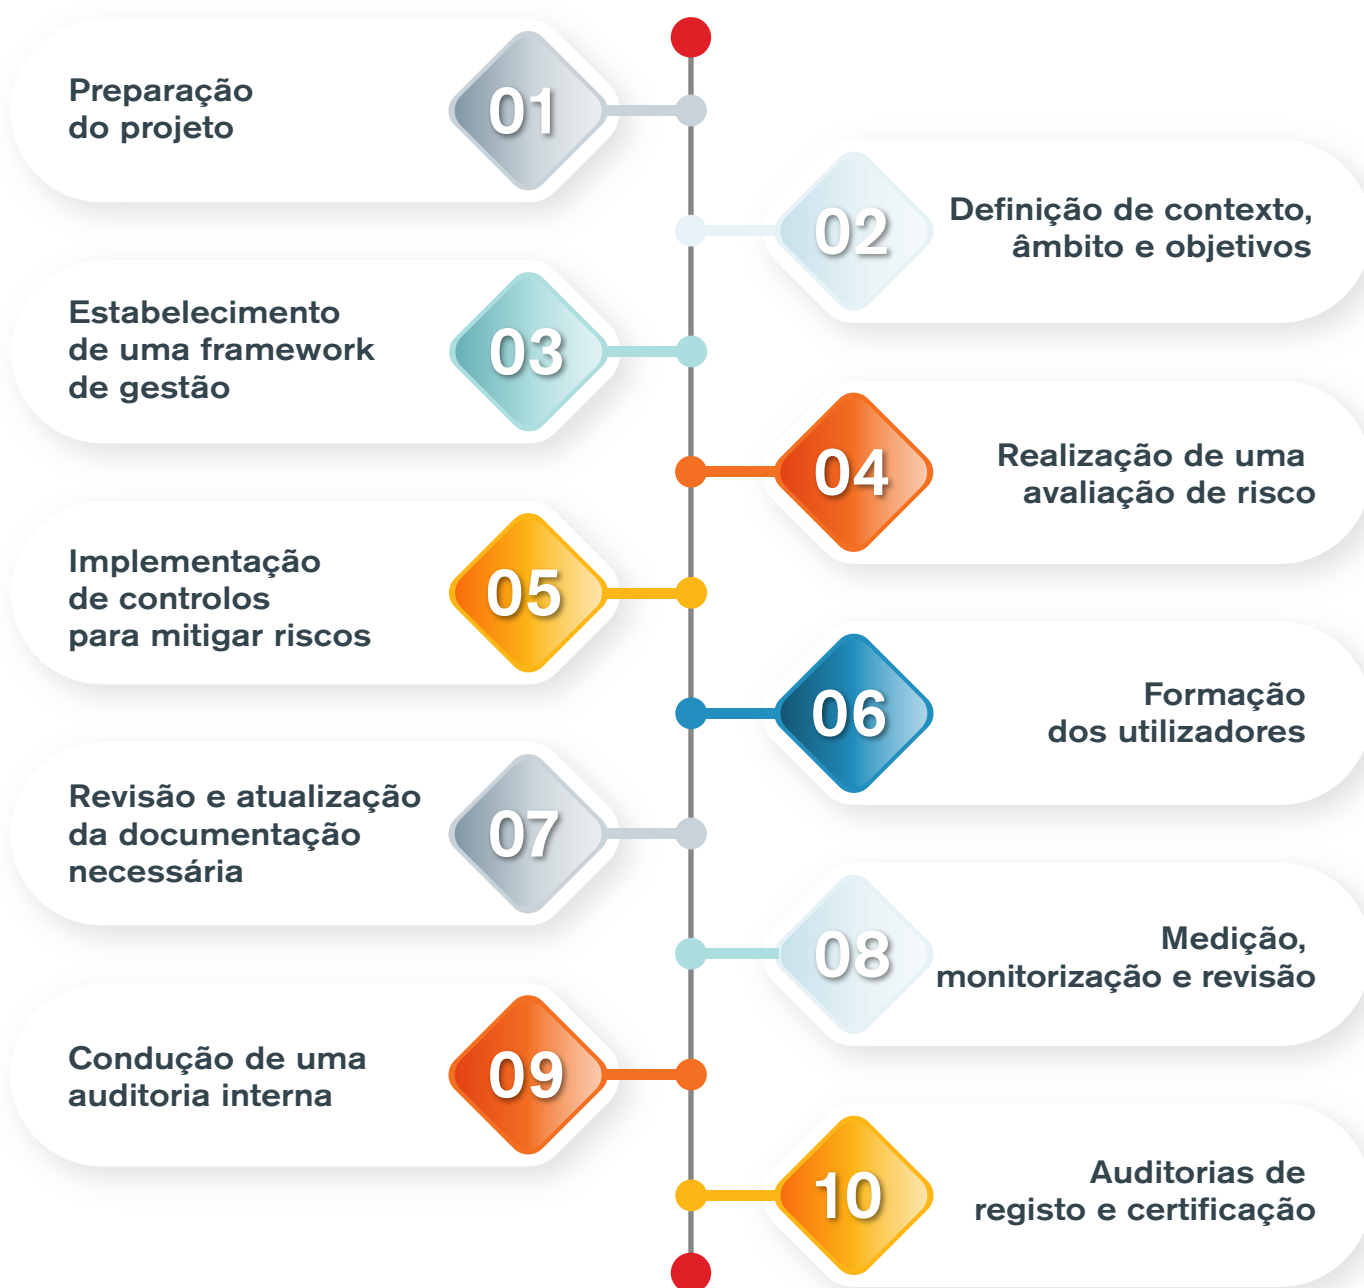 01
Preparação
do projeto
02
Definição de contexto,
âmbito e objetivos
03
Estabelecimento
de uma framework
de gestão
04
Realização de uma
avaliação de risco
05
Implementação
de controlos
para mitigar riscos
06
Formação
dos utilizadores
07
Revisão e atualização
da documentação
necessária
08
Medição,
monitorização e revisão
09
Condução de uma
auditoria interna
10
Auditorias de
registo e certificação